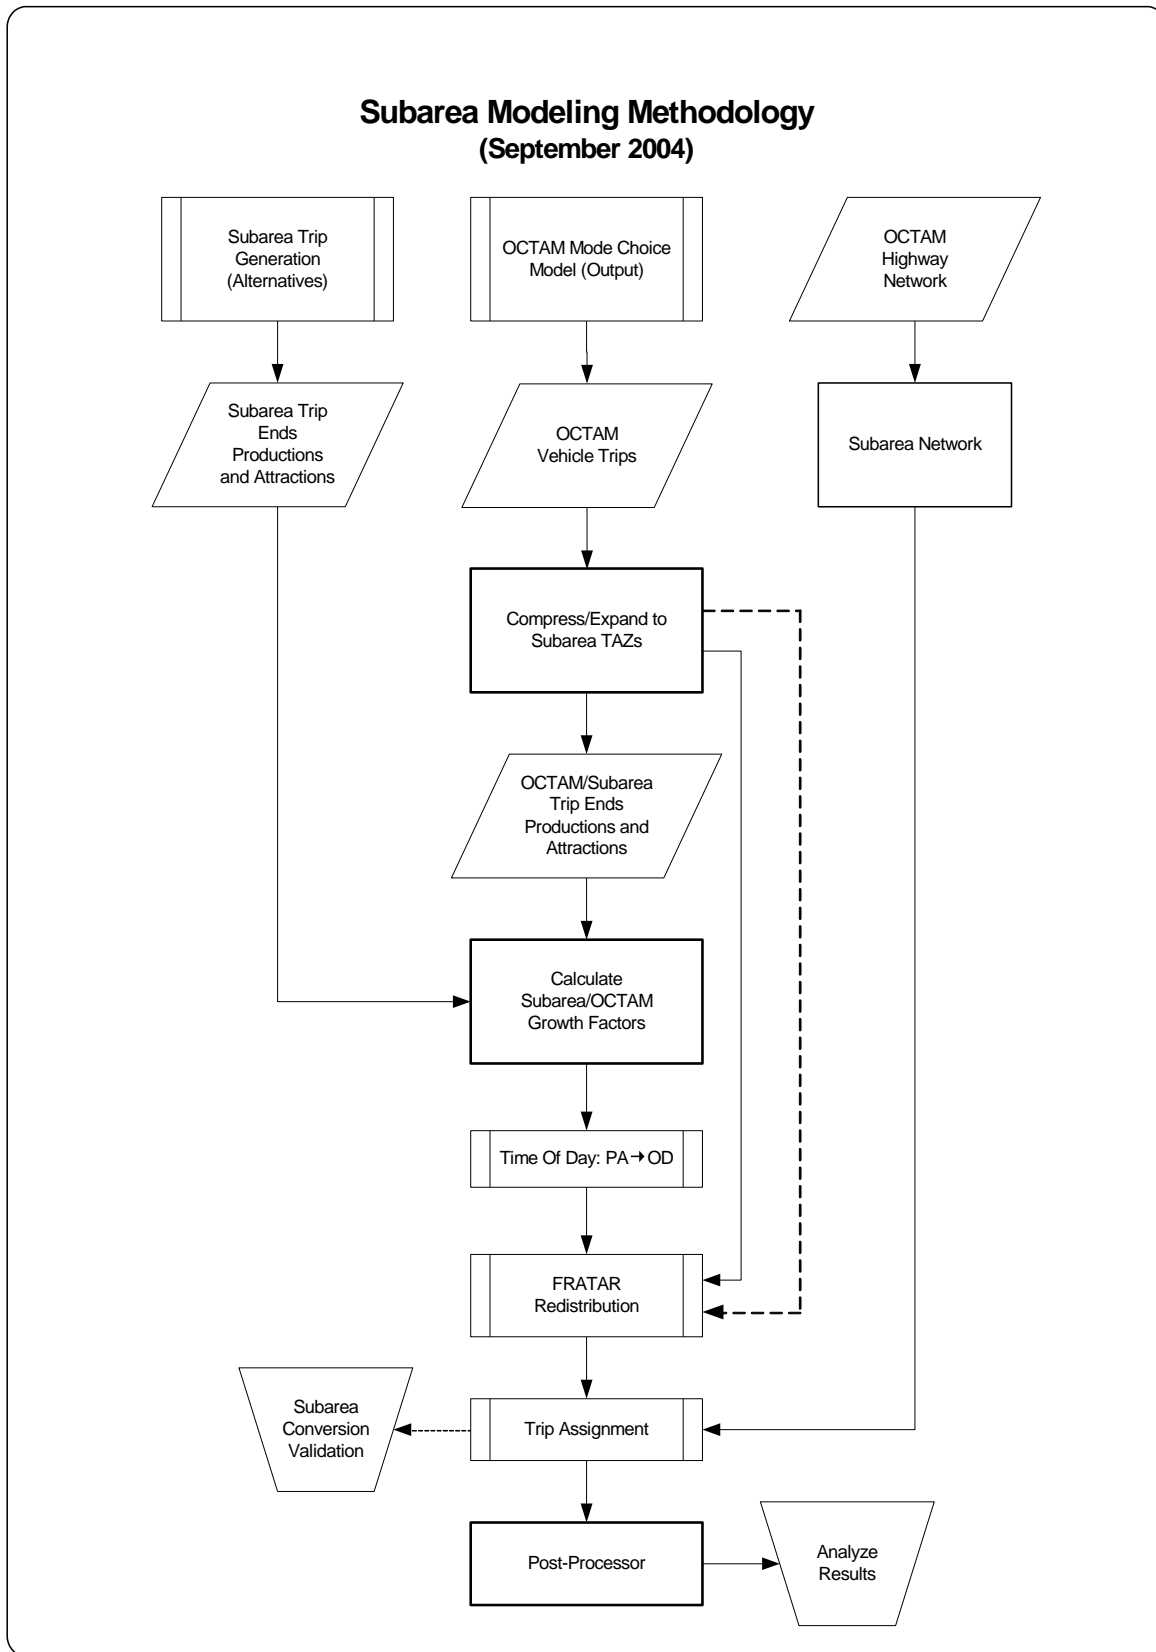 Subarea Modeling Methodology
(September 2004)
Subarea Trip
Generation
(Alternatives)
OCTAM Mode Choice
Model (Output)
OCTAM
Highway
Network
Subarea Trip
Ends
Productions
and Attractions
OCTAM
Vehicle Trips
Subarea Network
Compress/Expand to
Subarea TAZs
OCTAM/Subarea
Trip Ends
Productions and
Attractions
Calculate
Subarea/OCTAM
Growth Factors
Time Of Day: PA→OD
FRATAR
Redistribution
Subarea
Conversion
Validation
Trip Assignment
Post-Processor
Analyze
Results